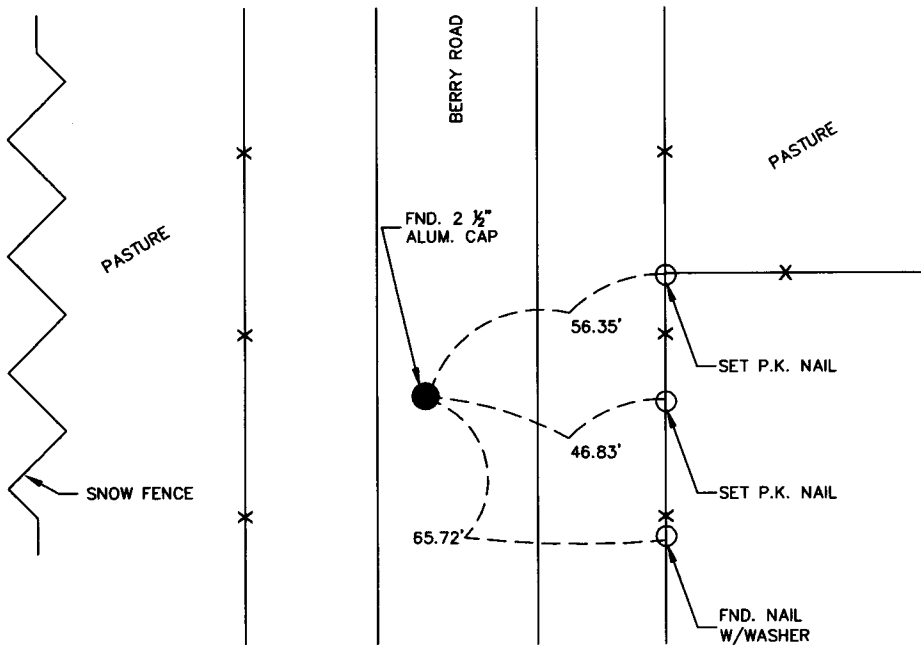 BERRY ROAD
PASTURE
FND. 2 ½"
ALUM. CAP
PASTURE
56.35'
SET P.K. NAIL
46.83'
SNOW FENCE
SET P.K. NAIL
65.72'
FND. NAIL
W/WASHER